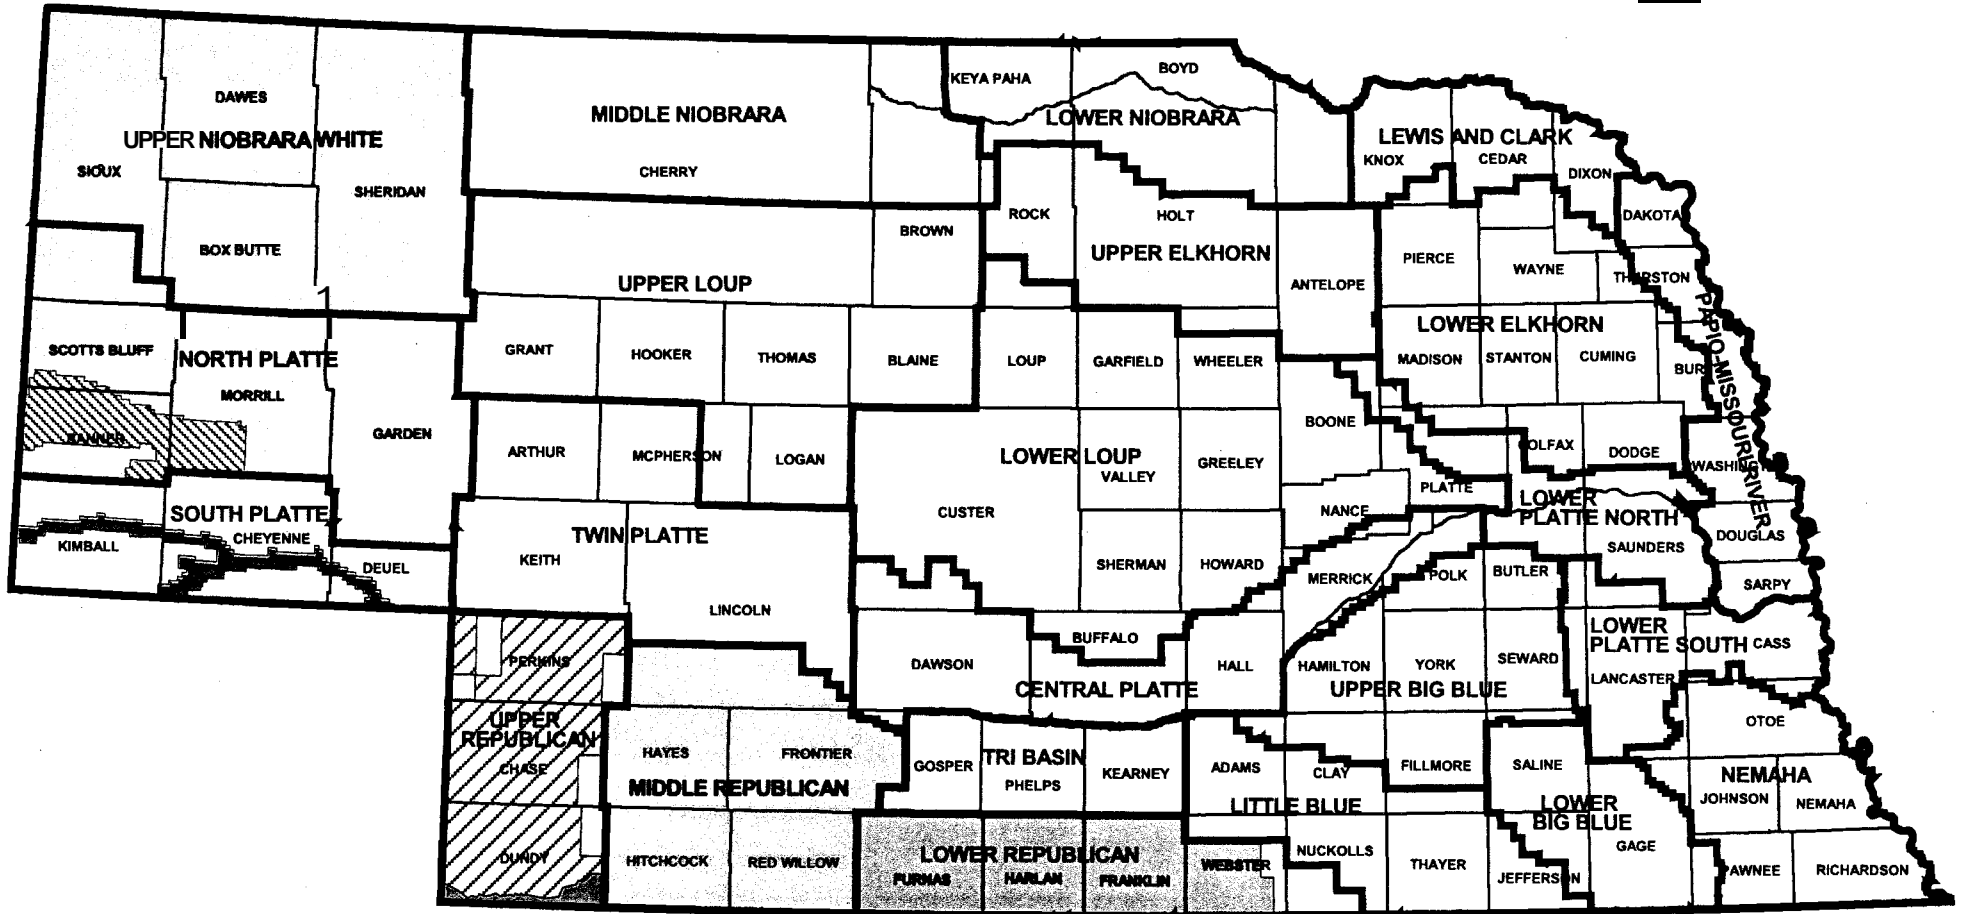 KEYA PAHA
BOYD
DAWES
MIDDLE NIOBRARA
LOWER NIOBRARA
UPPER NIOBRARA WHITE
LEWIS AND CLARK
KNOX
CEDAR
SIOUX
CHERRY
DIXON
SHERIDAN
ROCK
HOLT
DAKOTA
BROWN
BOX BUTTE
UPPER ELKHORN
PIERCE
WAYNE
THURSTON
UPPER LOUP
ANTELOPE
1
PAPIO-MISSOURI RIVER
LOWER ELKHORN
SCOTTS BLUFF
NORTH PLATTE
GRANT
HOOKER
THOMAS
BLAINE
LOUP
GARFIELD
WHEELER
MADISON
STANTON
CUMING
BUR
MORRILL
GARDEN
BOONE
BANNER
ARTHUR
MCPHERSON
LOGAN
LOWER LOUP
VALLEY
GREELEY
OLFAX
DODGE
WASHING
PLATTE
SOUTH PLATTE
CHEYENNE
CUSTER
NANCE
LOWER
PLATTE NORTH
KIMBALL
DEUEL
TWIN PLATTE
KEITH
SHERMAN
HOWARD
MERRICK
POLK
BUTLER
SAUNDERS
DOUGLAS
SARPY
LINCOLN
BUFFALO
LOWER
PLATTE SOUTH
CASS
PERKINS
DAWSON
HALL
HAMILTON
YORK
SEWARD
LANCASTER
CENTRAL PLATTE
UPPER BIG BLUE
UPPER
REPUBLICAN
OTOE
HAYES
FRONTIER
GOSPER
TRI BASIN
PHELPS
KEARNEY
ADAMS
CLAY
FILLMORE
SALINE
CHASE
MIDDLE REPUBLICAN
LITTLE BLUE
LOWER
BIG BLUE
NEMAHA
JOHNSON
NEMAHA
DUNDY
HITCHCOCK
RED WILLOW
LOWER REPUBLICAN
FURNAS
HARLAN
FRANKLIN
WEBSTER
NUCKOLLS
THAYER
JEFFERSON
GAGE
AWNEE
RICHARDSON